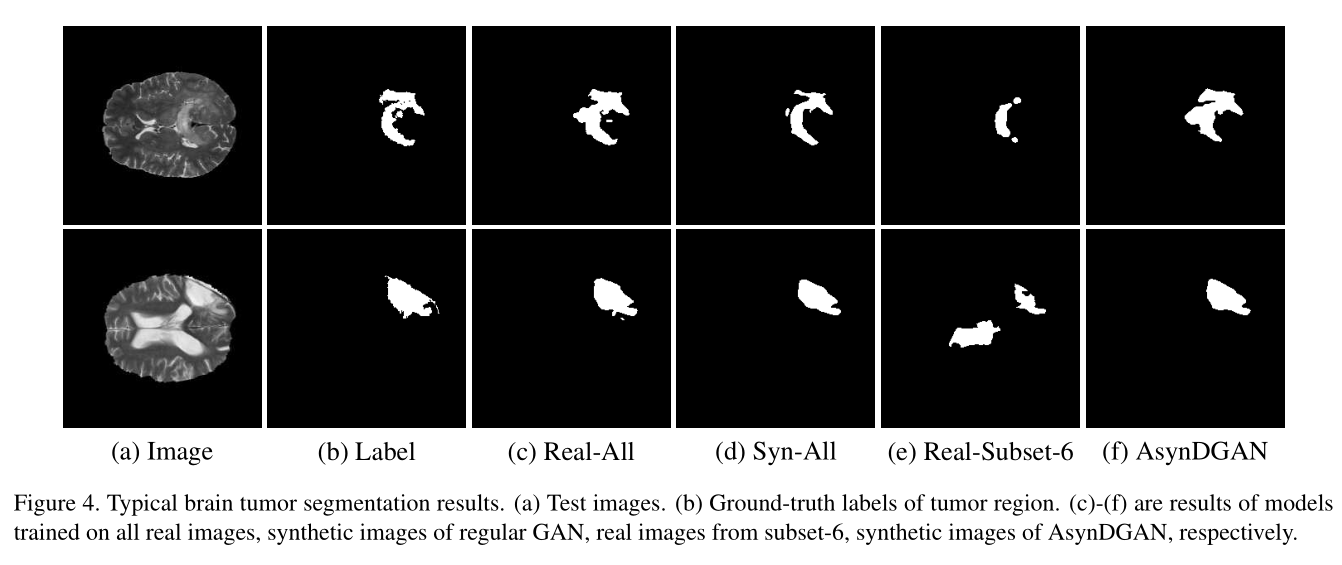 (a) Image (b) Label (c) Real-All (d) Syn-All (e) Real-Subset-6 (f) AsynDGAN
Figure 4. Typical brain tumor segmentation results. (a) Test images. (b) Ground-truth labels of tumor region. (c)-(f) are results of models
trained on all real images, synthetic images of regular GAN, real images from subset-6, synthetic images of AsynDGAN, respectively.